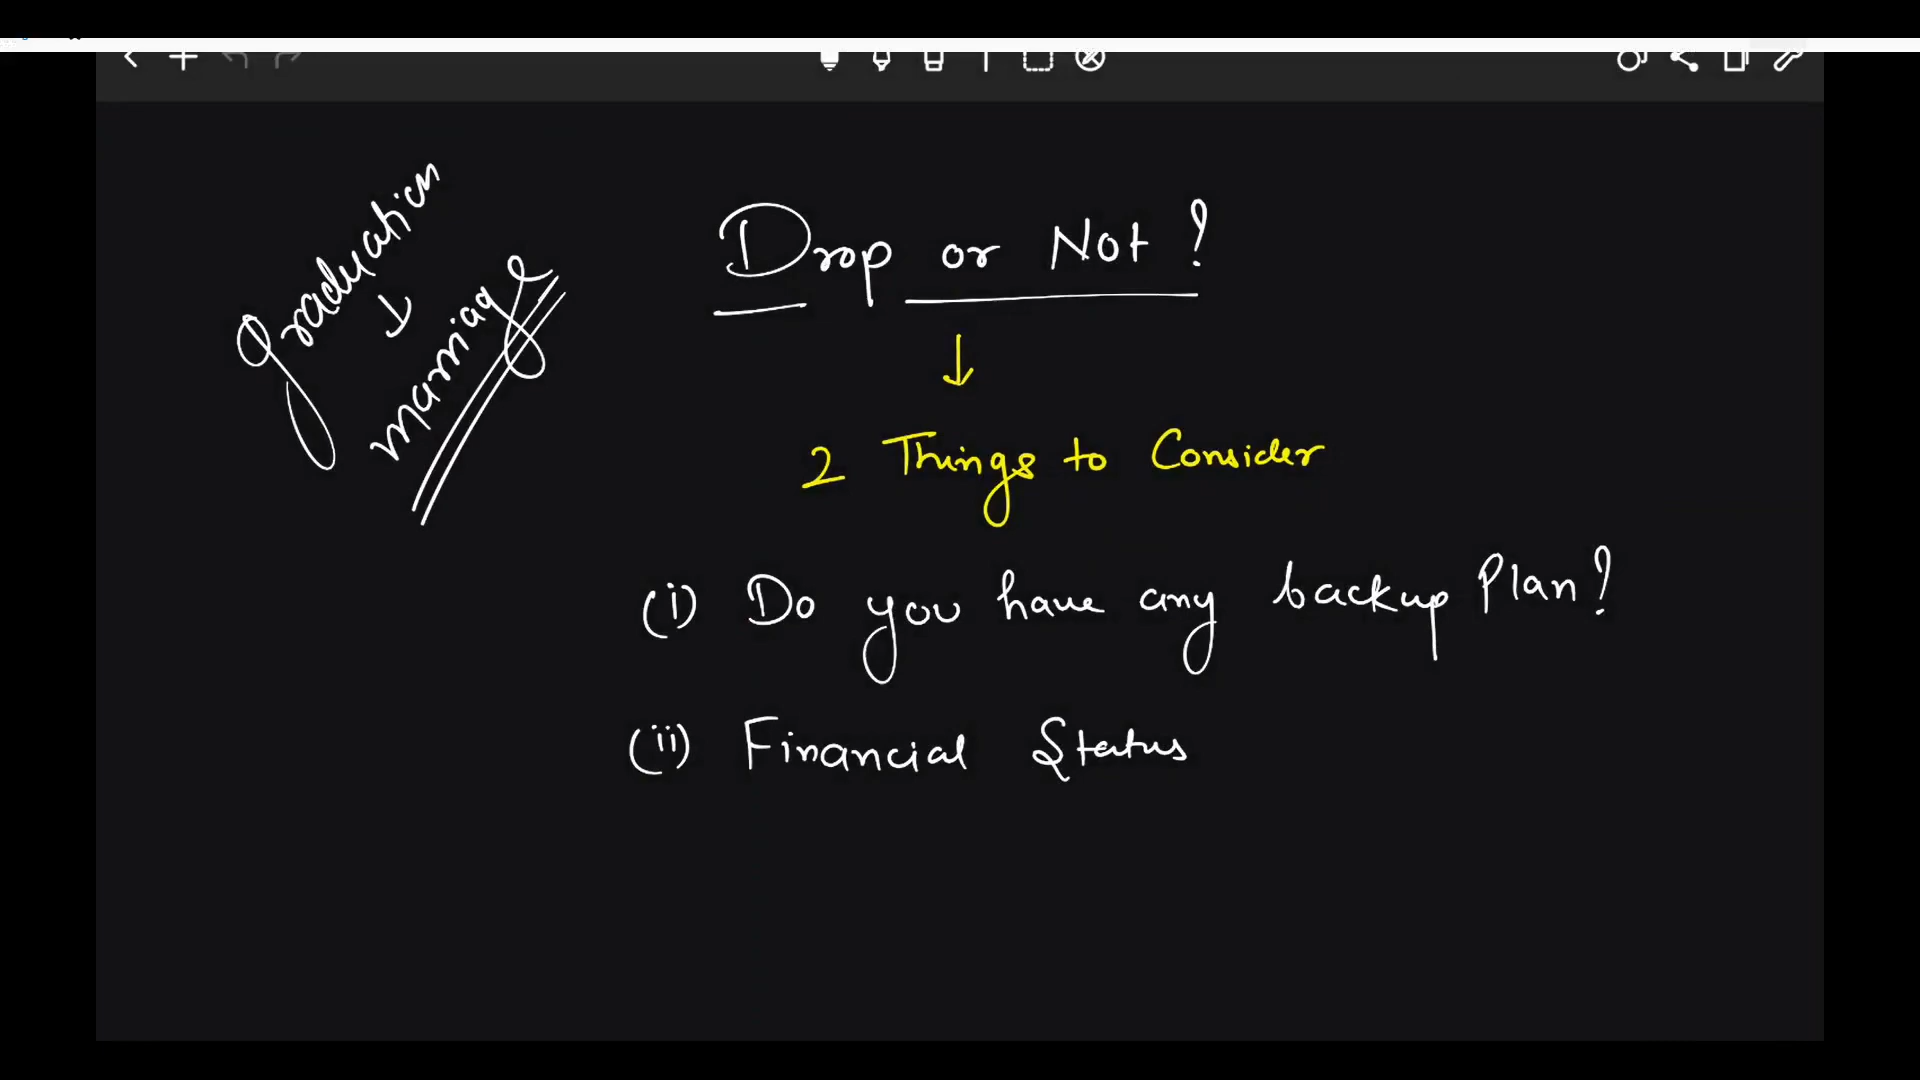 Graduation
↓
marriage
Drop or Not?
↓
2 Things to Consider
(i) Do you have any backup Plan?
(ii) Financial Status